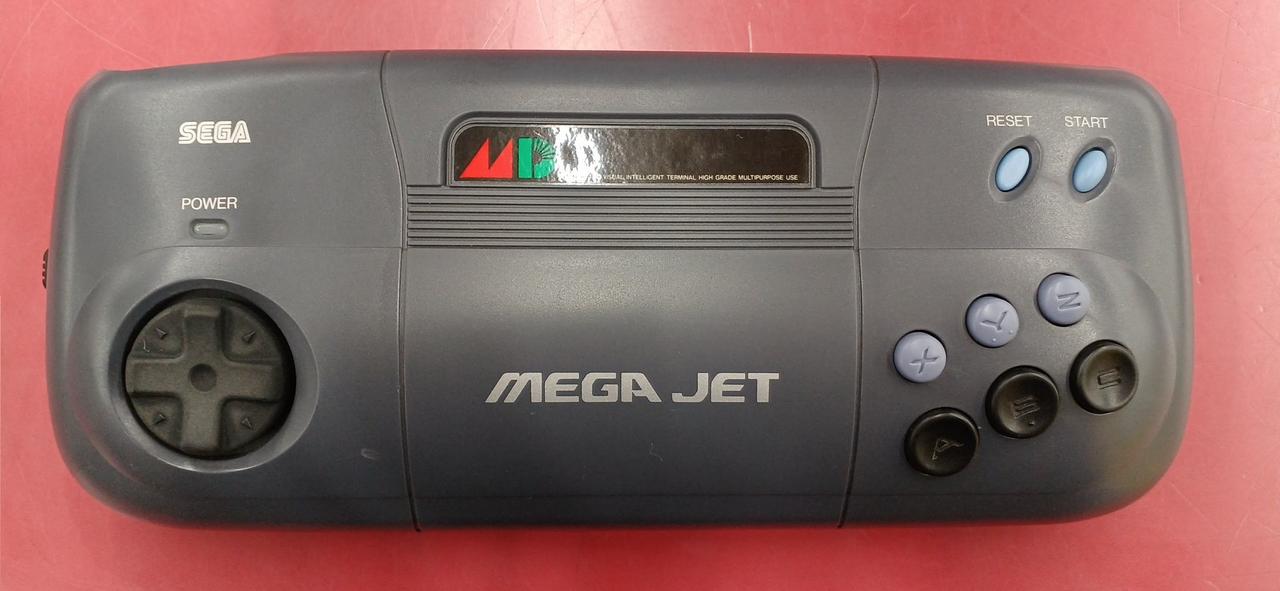 SEGA
RESET START
MD
VISUAL INTELLIGENT TERMINAL HIGH GRADE MULTIPURPOSE USE
POWER
MEGA JET
X Y Z
A B C